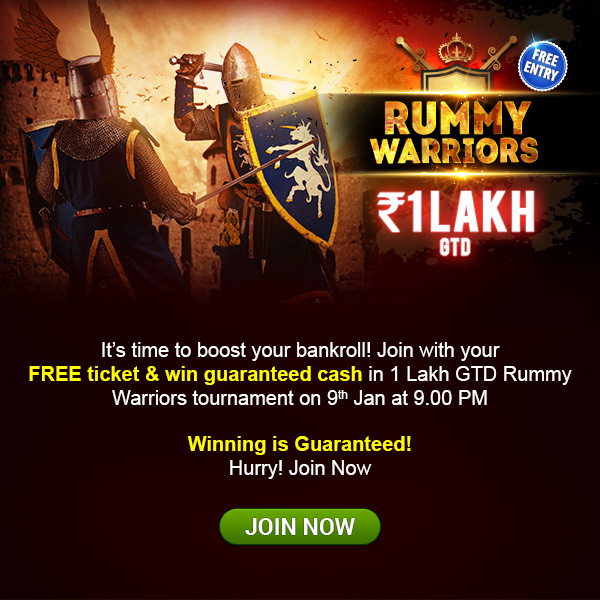 FREE
ENTRY
RUMMY
WARRIORS
₹1LAKH
GTD
It's time to boost your bankroll! Join with your
FREE ticket & win guaranteed cash in 1 Lakh GTD Rummy
Warriors tournament on 9th Jan at 9.00 PM
Winning is Guaranteed!
Hurry! Join Now
JOIN NOW